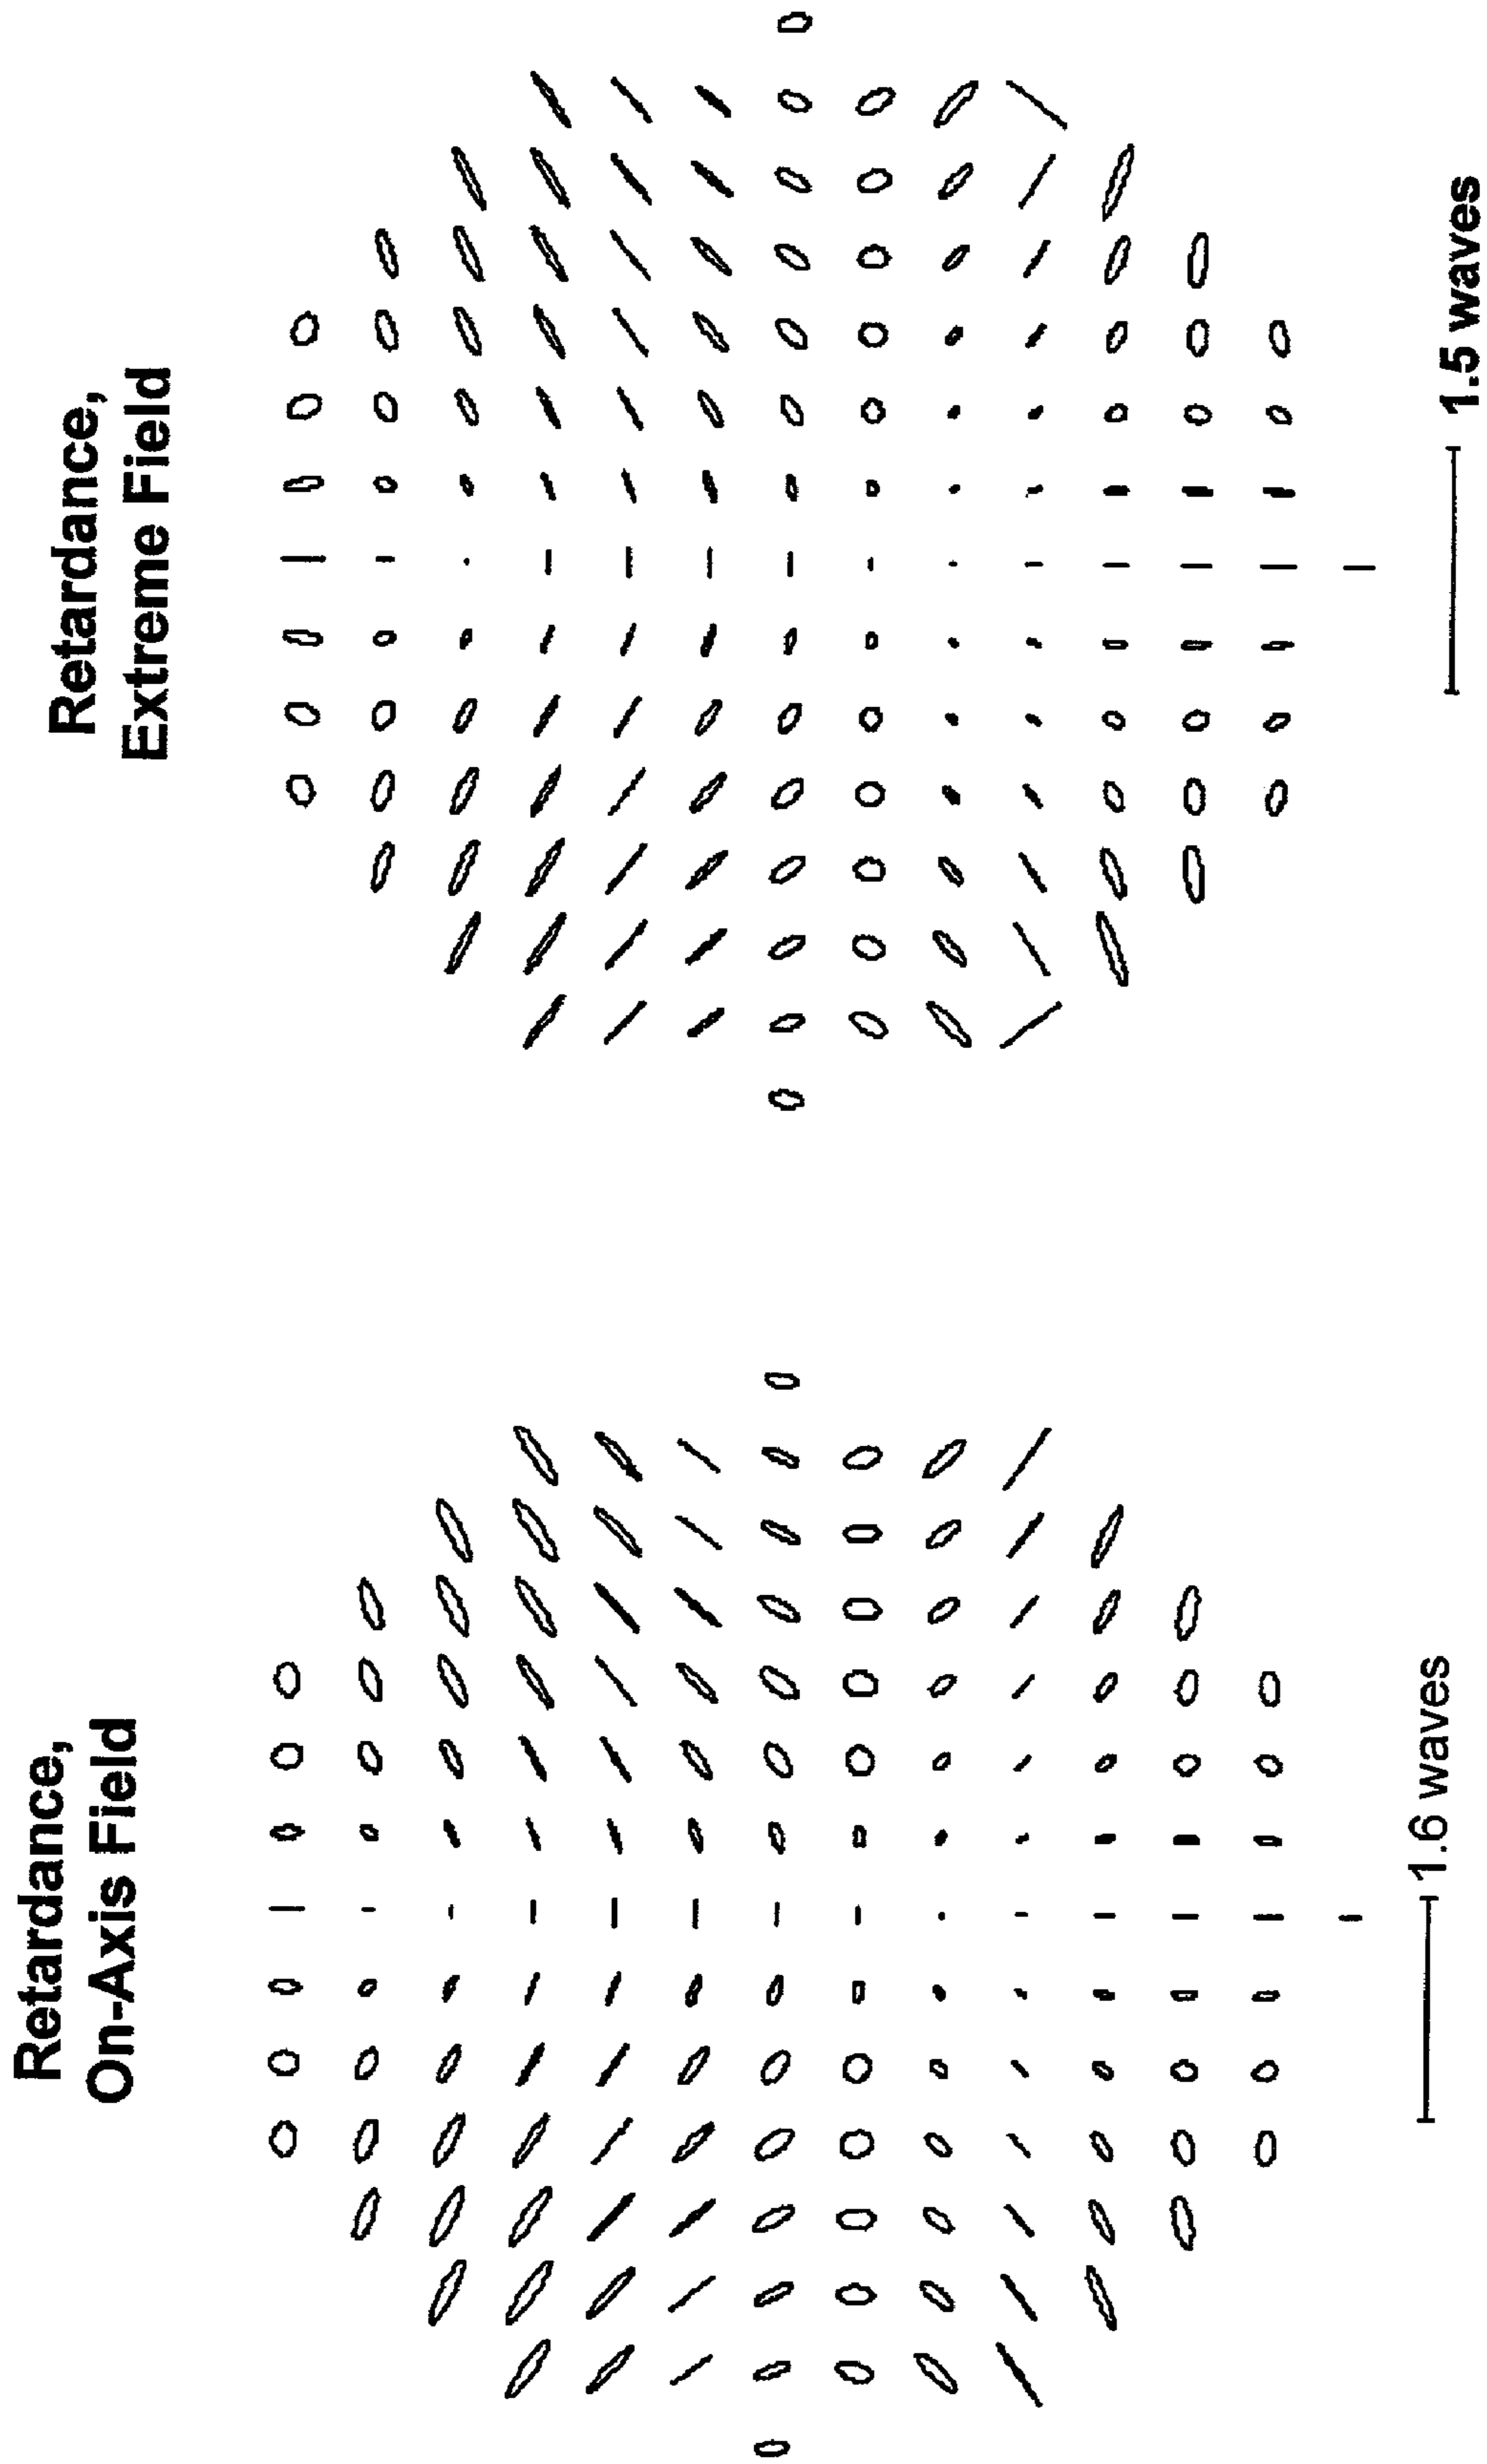 Retardance,
On-Axis Field
1.6 waves
Retardance,
Extreme Field
1.5 waves